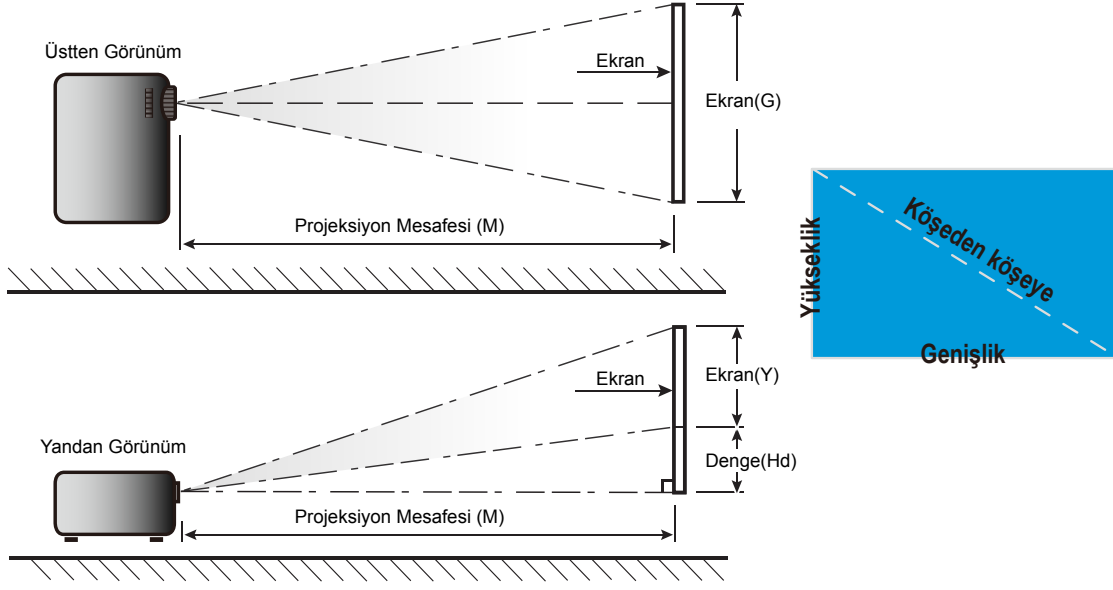 Üstten Görünüm
Ekran
Ekran(G)
Projeksiyon Mesafesi (M)
Köşeden köşeye
Yükseklik
Genişlik
Ekran
Ekran(Y)
Yandan Görünüm
Denge(Hd)
Projeksiyon Mesafesi (M)